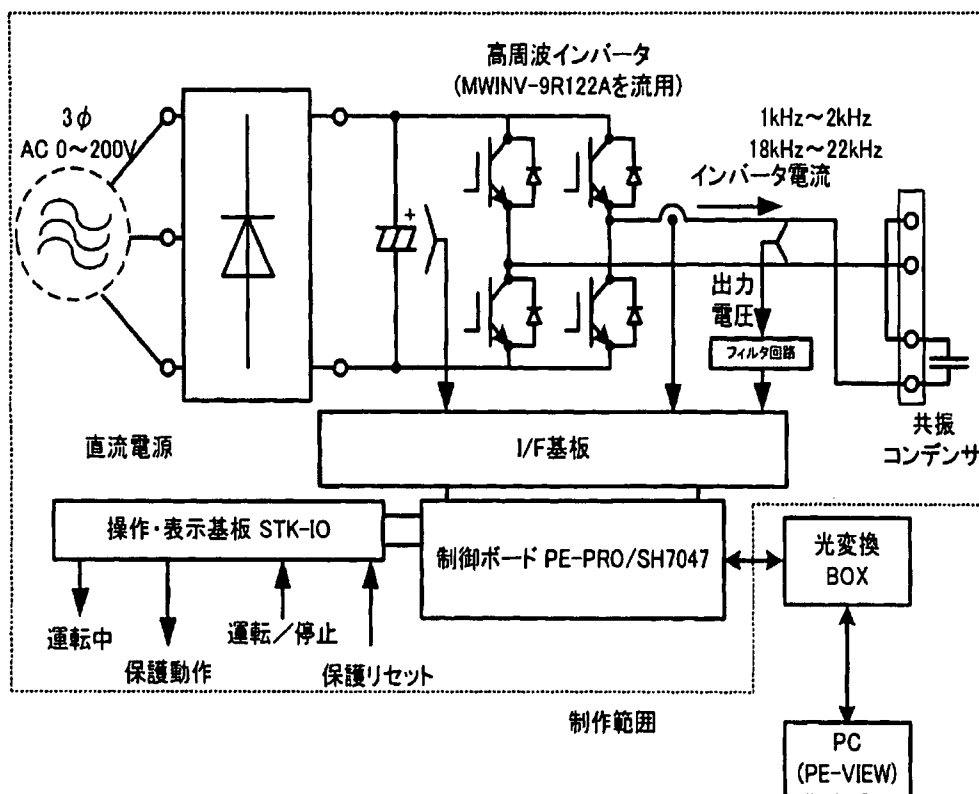 高周波インバータ
(MWINV-9R122Aを流用)
3φ
AC 0～200V
1kHz～2kHz
18kHz～22kHz
インバータ電流
+
出力
電圧
フィルタ回路
共振
コンデンサ
直流電源
I/F基板
操作・表示基板 STK-IO
制御ボード PE-PRO/SH7047
光変換
BOX
運転中
保護動作
運転／停止
保護リセット
制作範囲
PC
(PE-VIEW)